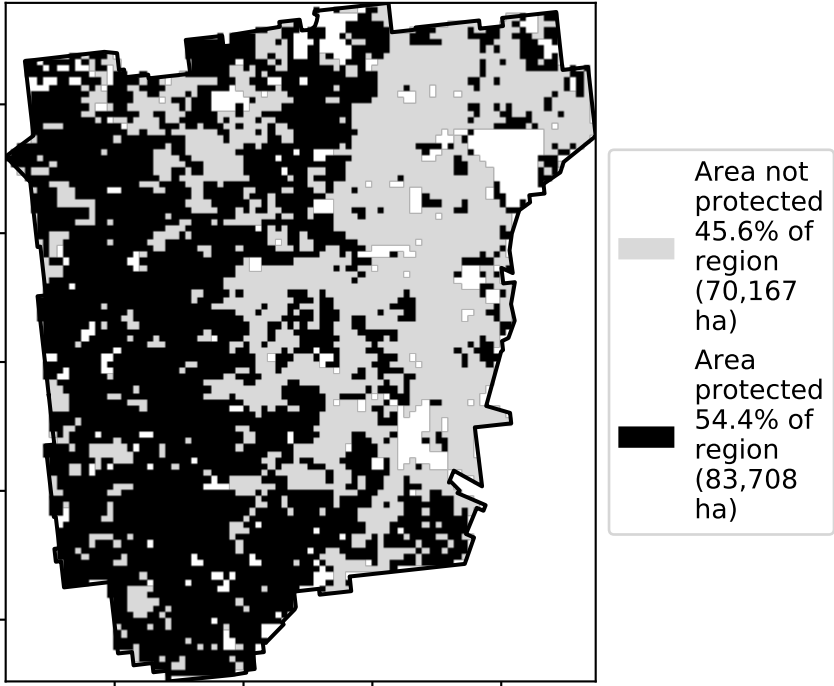 Area not
protected
45.6% of
region
(70,167
ha)
Area
protected
54.4% of
region
(83,708
ha)